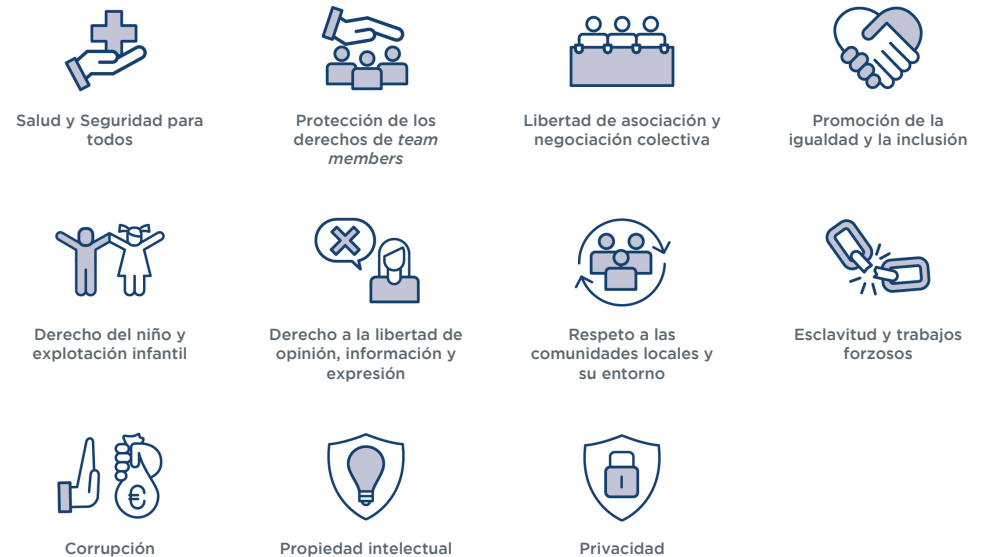 Salud y Seguridad para
todos
Protección de los
derechos de team
members
Libertad de asociación y
negociación colectiva
Promoción de la
igualdad y la inclusión
Derecho del niño y
explotación infantil
Derecho a la libertad de
opinión, información y
expresión
Respeto a las
comunidades locales y
su entorno
Esclavitud y trabajos
forzosos
€
Corrupción
Propiedad intelectual
Privacidad